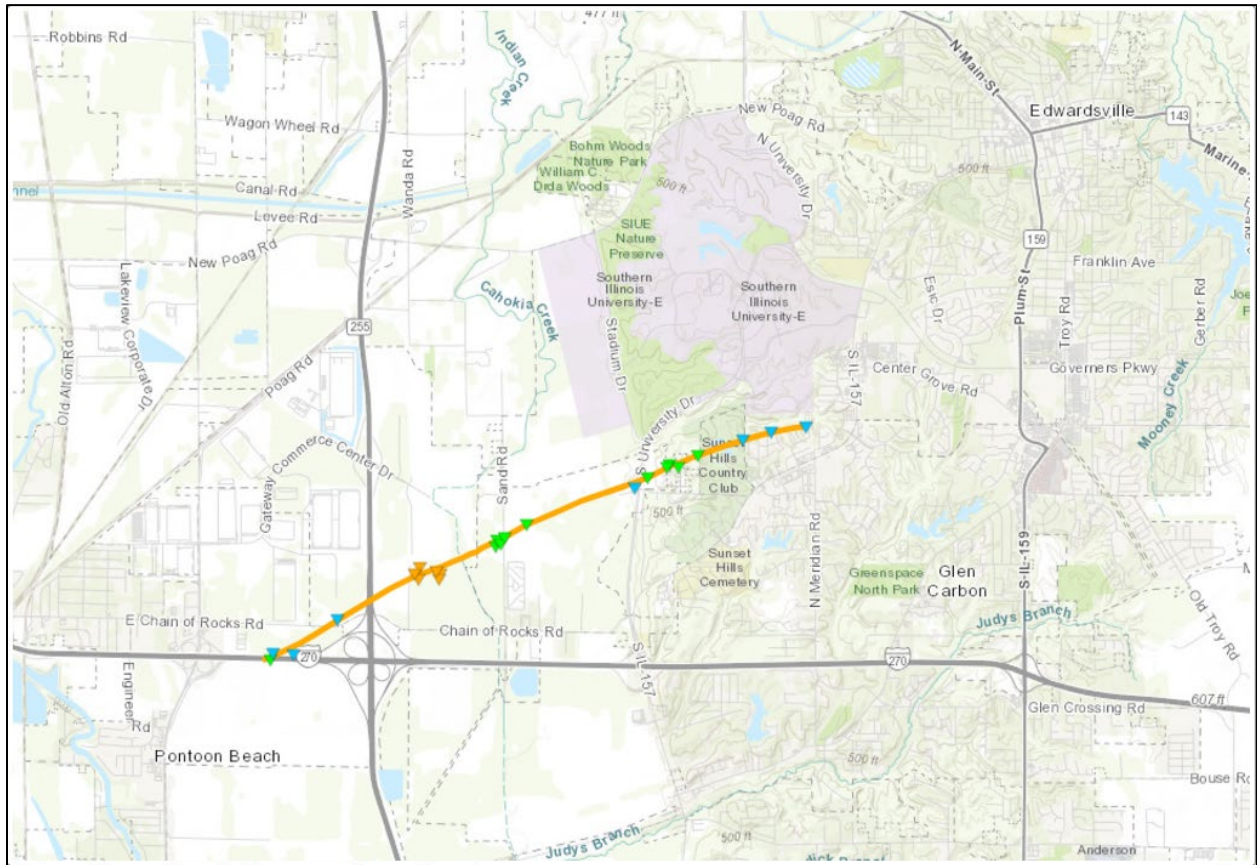 Robbins Rd
477 ft
Indian Creek
N-Main-St
Edwardsville
143
Marine-
Wagon Wheel Rd
New Poag Rd
Bohm Woods
Nature Park
William C.
Drda Woods
N University Dr
500 ft
500 ft
Canal Rd
nnel
Levee Rd
Wanda Rd
New Poag Rd
SIUE
Nature
Preserve
159
Franklin Ave
Lakeview Corporate Dr
Southern
Illinois
University-E
Southern
Illinois
University-E
Esic Dr
Plum-St
Troy Rd
Gerber Rd
Cahokia
Creek
255
Stadium Dr
Old Alton Rd
Poag Rd
S-IL-157
Center Grove Rd
Governers Pkwy
Mooney Creek
S University Dr
Commerce Center Dr
Gateway
Sand Rd
Sunset
Hills
Country
Club
500 ft
Sunset
Hills
Cemetery
N Meridian Rd
Greenspace
North Park
Glen
Carbon
S-IL-159
Judys Branch
Old Troy Rd
E Chain of Rocks Rd
Chain of Rocks Rd
270
S-IL-157
270
607 ft
Glen Crossing Rd
Engineer
Rd
Pontoon Beach
500 ft
Bouse Rd
Judys Branch
Anderson